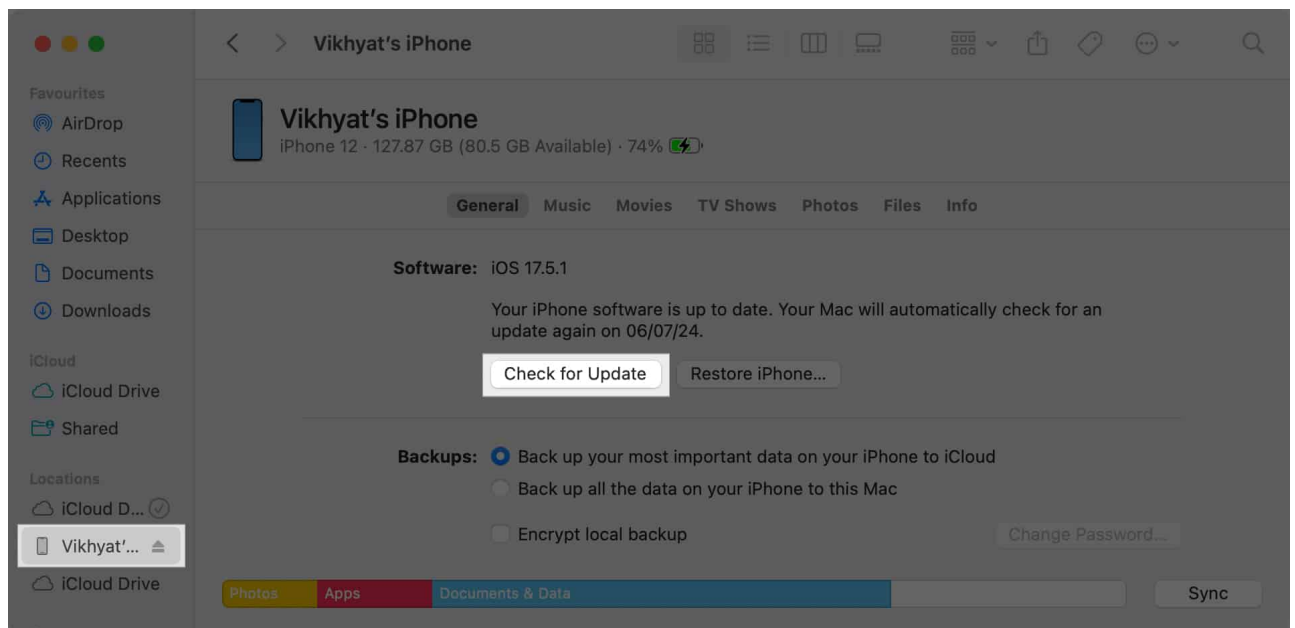 Vikhyat's iPhone
Favourites
AirDrop
Recents
Applications
Desktop
Documents
Downloads
iCloud
iCloud Drive
Shared
Locations
iCloud D...
Vikhyat'...
iCloud Drive
Vikhyat's iPhone
iPhone 12 · 127.87 GB (80.5 GB Available) · 74%
General Music Movies TV Shows Photos Files Info
Software: iOS 17.5.1
Your iPhone software is up to date. Your Mac will automatically check for an
update again on 06/07/24.
Check for Update Restore iPhone...
Backups: Back up your most important data on your iPhone to iCloud
Back up all the data on your iPhone to this Mac
Encrypt local backup Change Password...
Photos Apps Documents & Data Sync